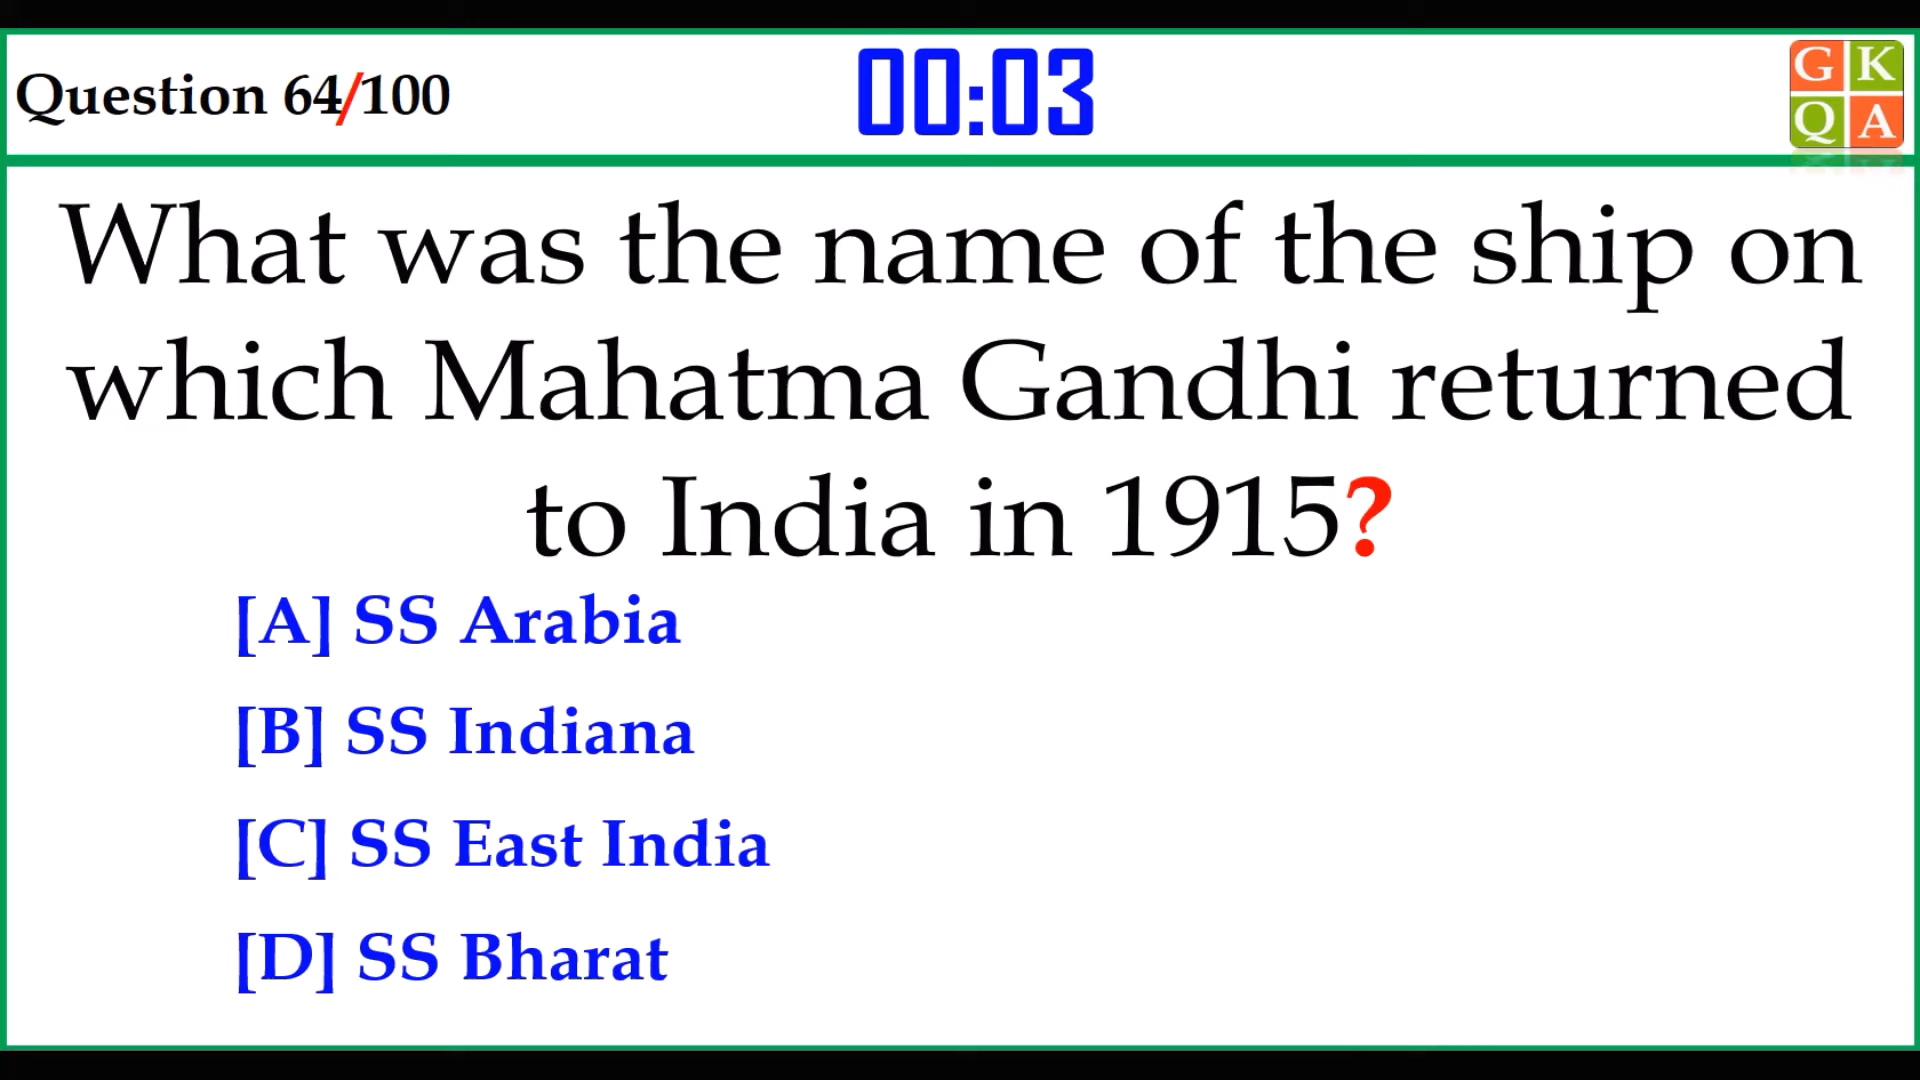 Question 64/100
00:03
G K
Q A
What was the name of the ship on
which Mahatma Gandhi returned
to India in 1915?
[A] SS Arabia
[B] SS Indiana
[C] SS East India
[D] SS Bharat